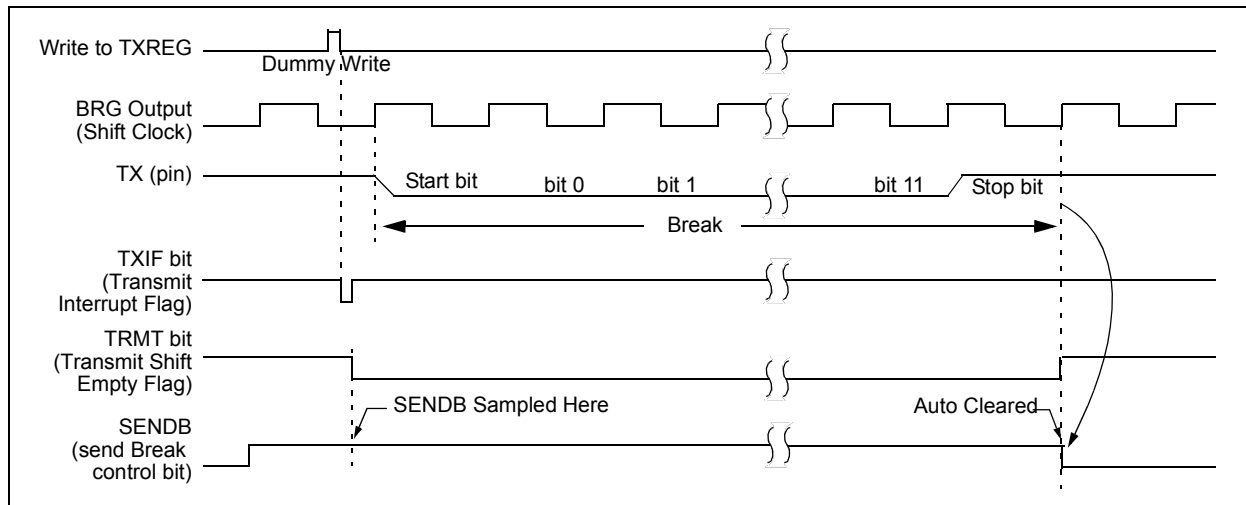 Write to TXREG
Dummy Write
BRG Output
(Shift Clock)
TX (pin)
Start bit
bit 0
bit 1
bit 11
Stop bit
Break
TXIF bit
(Transmit
Interrupt Flag)
TRMT bit
(Transmit Shift
Empty Flag)
SENDB Sampled Here
Auto Cleared
SENDB
(send Break
control bit)